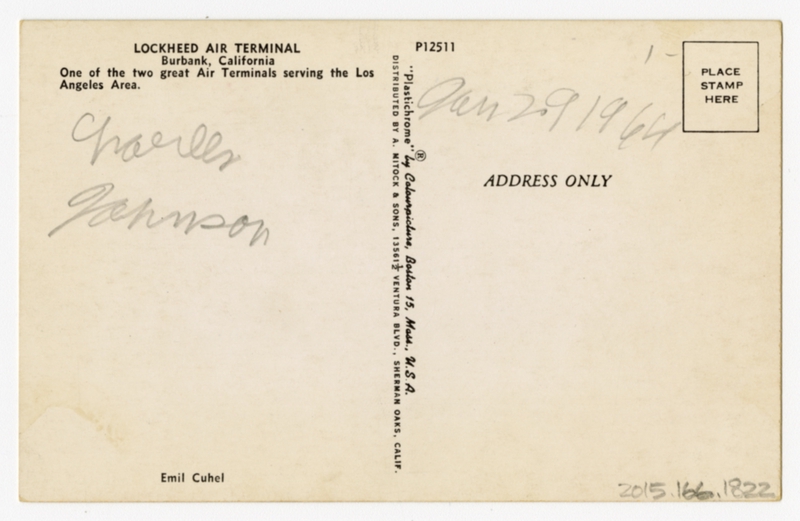 LOCKHEED AIR TERMINAL
Burbank, California
One of the two great Air Terminals serving the Los
Angeles Area.
Charles
Johnson
Emil Cuhel
P12511
"Plastichrome" ® by Colourpicture, Boston 15, Mass., U.S.A.
DISTRIBUTED BY A. MITOCK & SONS, 13561½ VENTURA BLVD., SHERMAN OAKS, CALIF.
1-
Jan 29 1964
PLACE
STAMP
HERE
ADDRESS ONLY
2015.166.1822